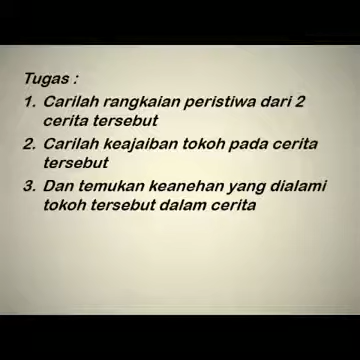 Tugas :
1. Carilah rangkaian peristiwa dari 2
cerita tersebut
2. Carilah keajaiban tokoh pada cerita
tersebut
3. Dan temukan keanehan yang dialami
tokoh tersebut dalam cerita